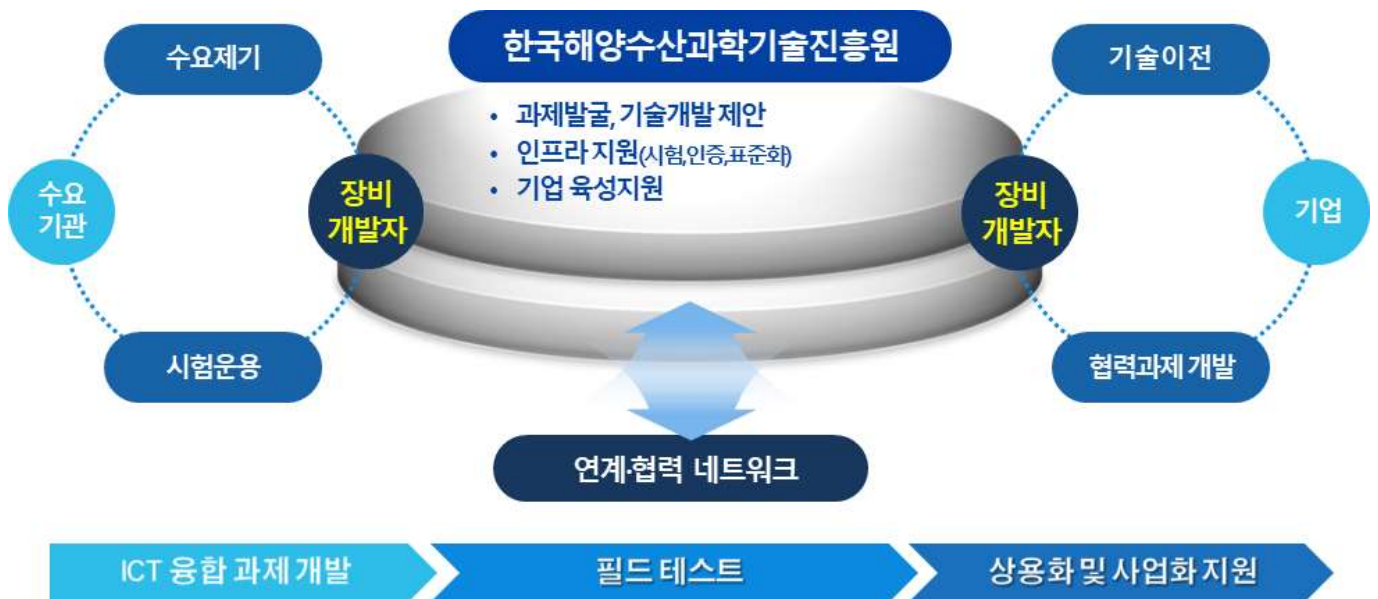 한국해양수산과학기술진흥원
• 과제발굴, 기술개발 제안
• 인프라 지원(시험,인증,표준화)
• 기업 육성지원
수요제기
수요
기관
장비
개발자
시험운용
기술이전
장비
개발자
기업
협력과제 개발
연계·협력 네트워크
ICT 융합 과제 개발
필드 테스트
상용화 및 사업화 지원